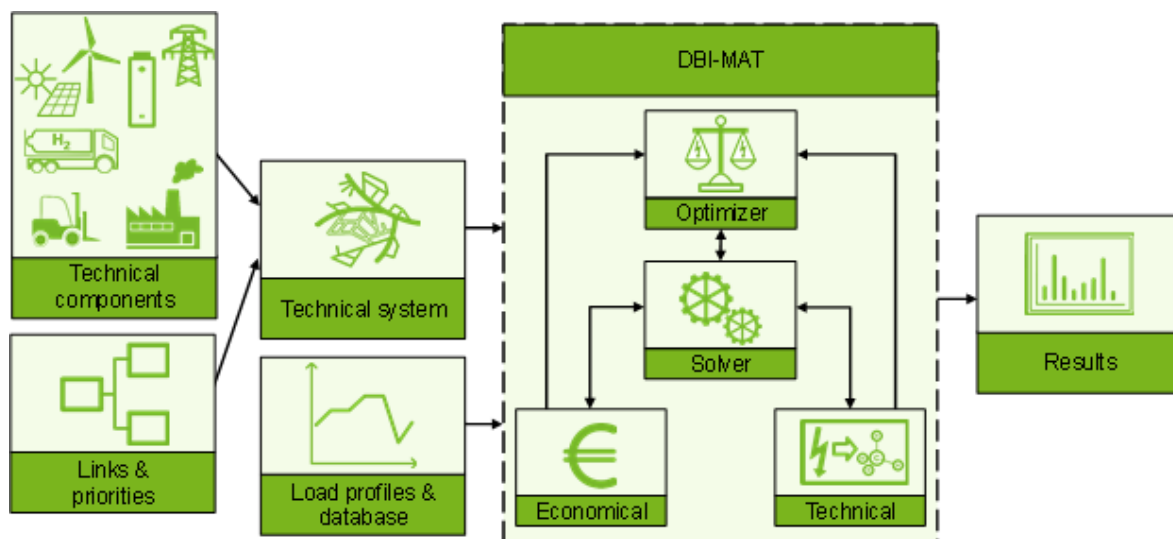 DBI-MAT
H2
Technical
components
Technical system
Optimizer
Solver
Results
Links &
priorities
Load profiles &
database
Economical
€
C
Technical